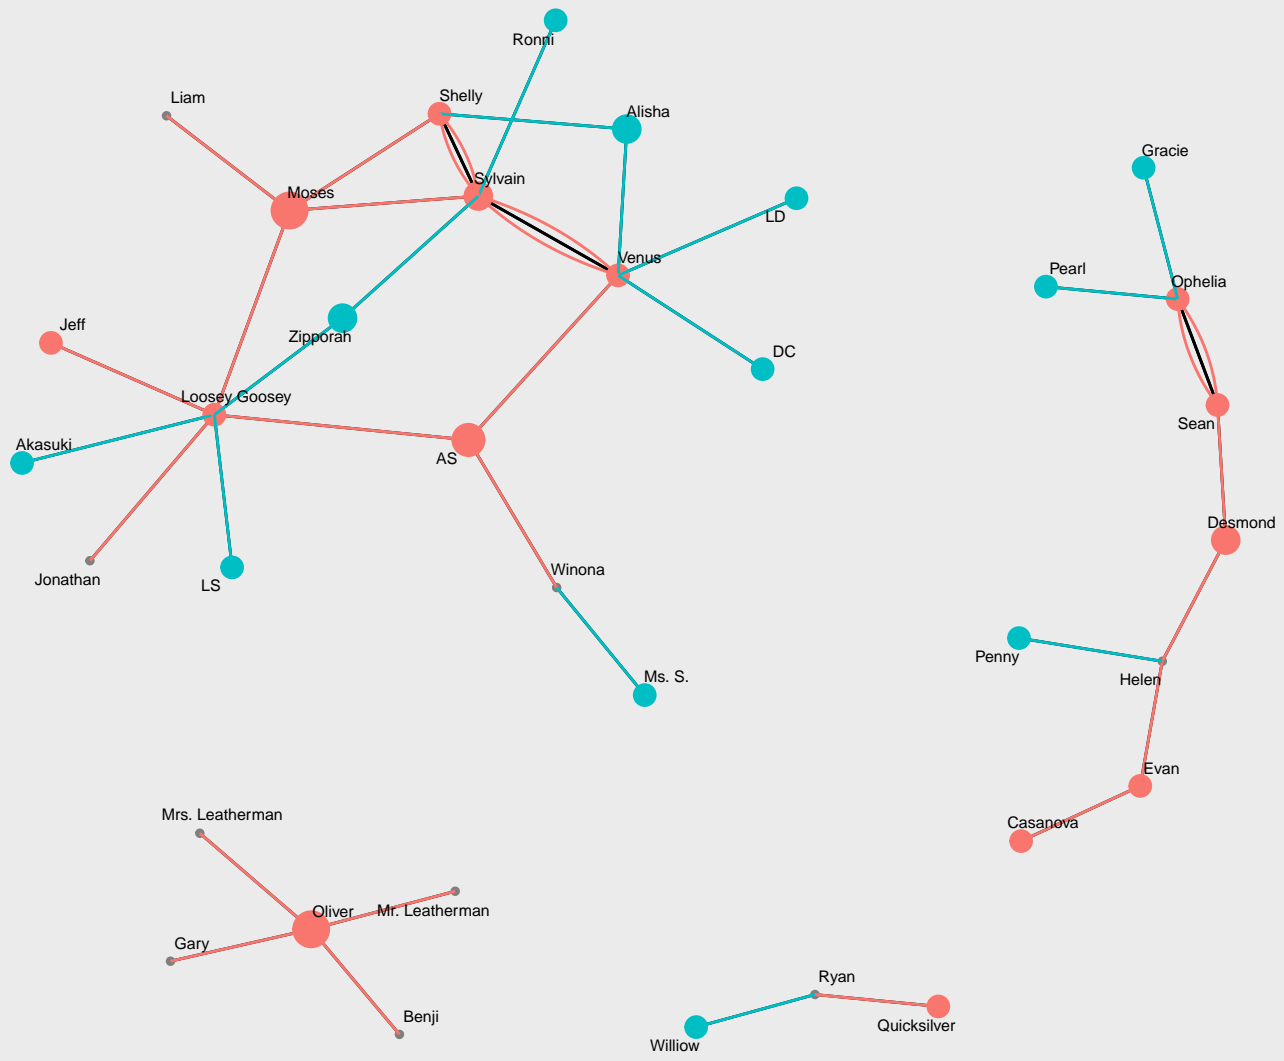 Ronni
Liam
Shelly
Alisha
Gracie
Sylvain
Moses
LD
Venus
Pearl
Ophelia
Jeff
Zipporah
DC
Loosey Goosey
Sean
Akasuki
AS
Desmond
Jonathan
LS
Winona
Penny
Helen
Ms. S.
Evan
Mrs. Leatherman
Casanova
Oliver
Mr. Leatherman
Gary
Ryan
Benji
Quicksilver
Williow